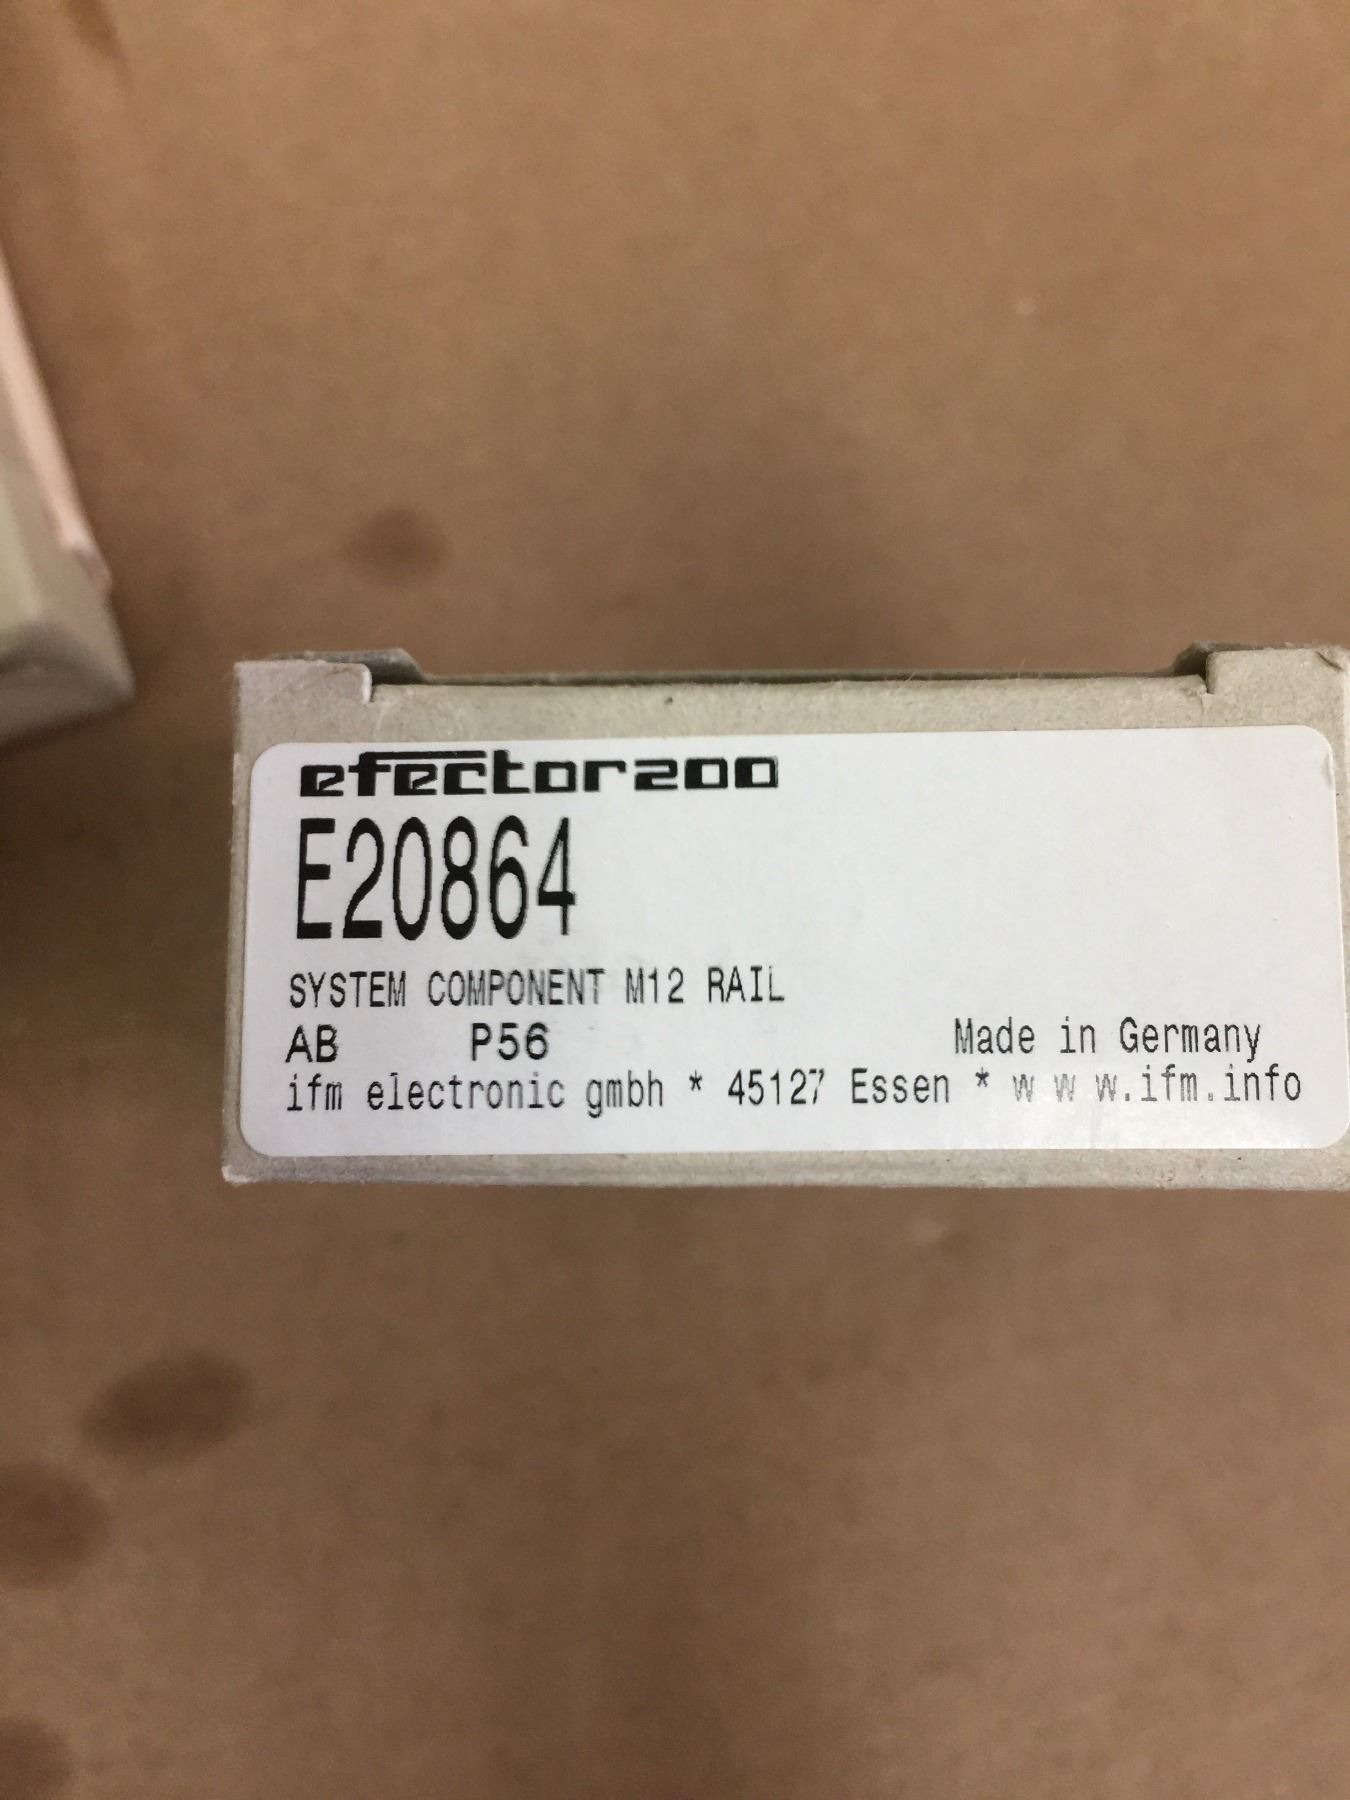 efector200
E20864
SYSTEM COMPONENT M12 RAIL
AB P56 Made in Germany
ifm electronic gmbh * 45127 Essen * w w w.ifm.info